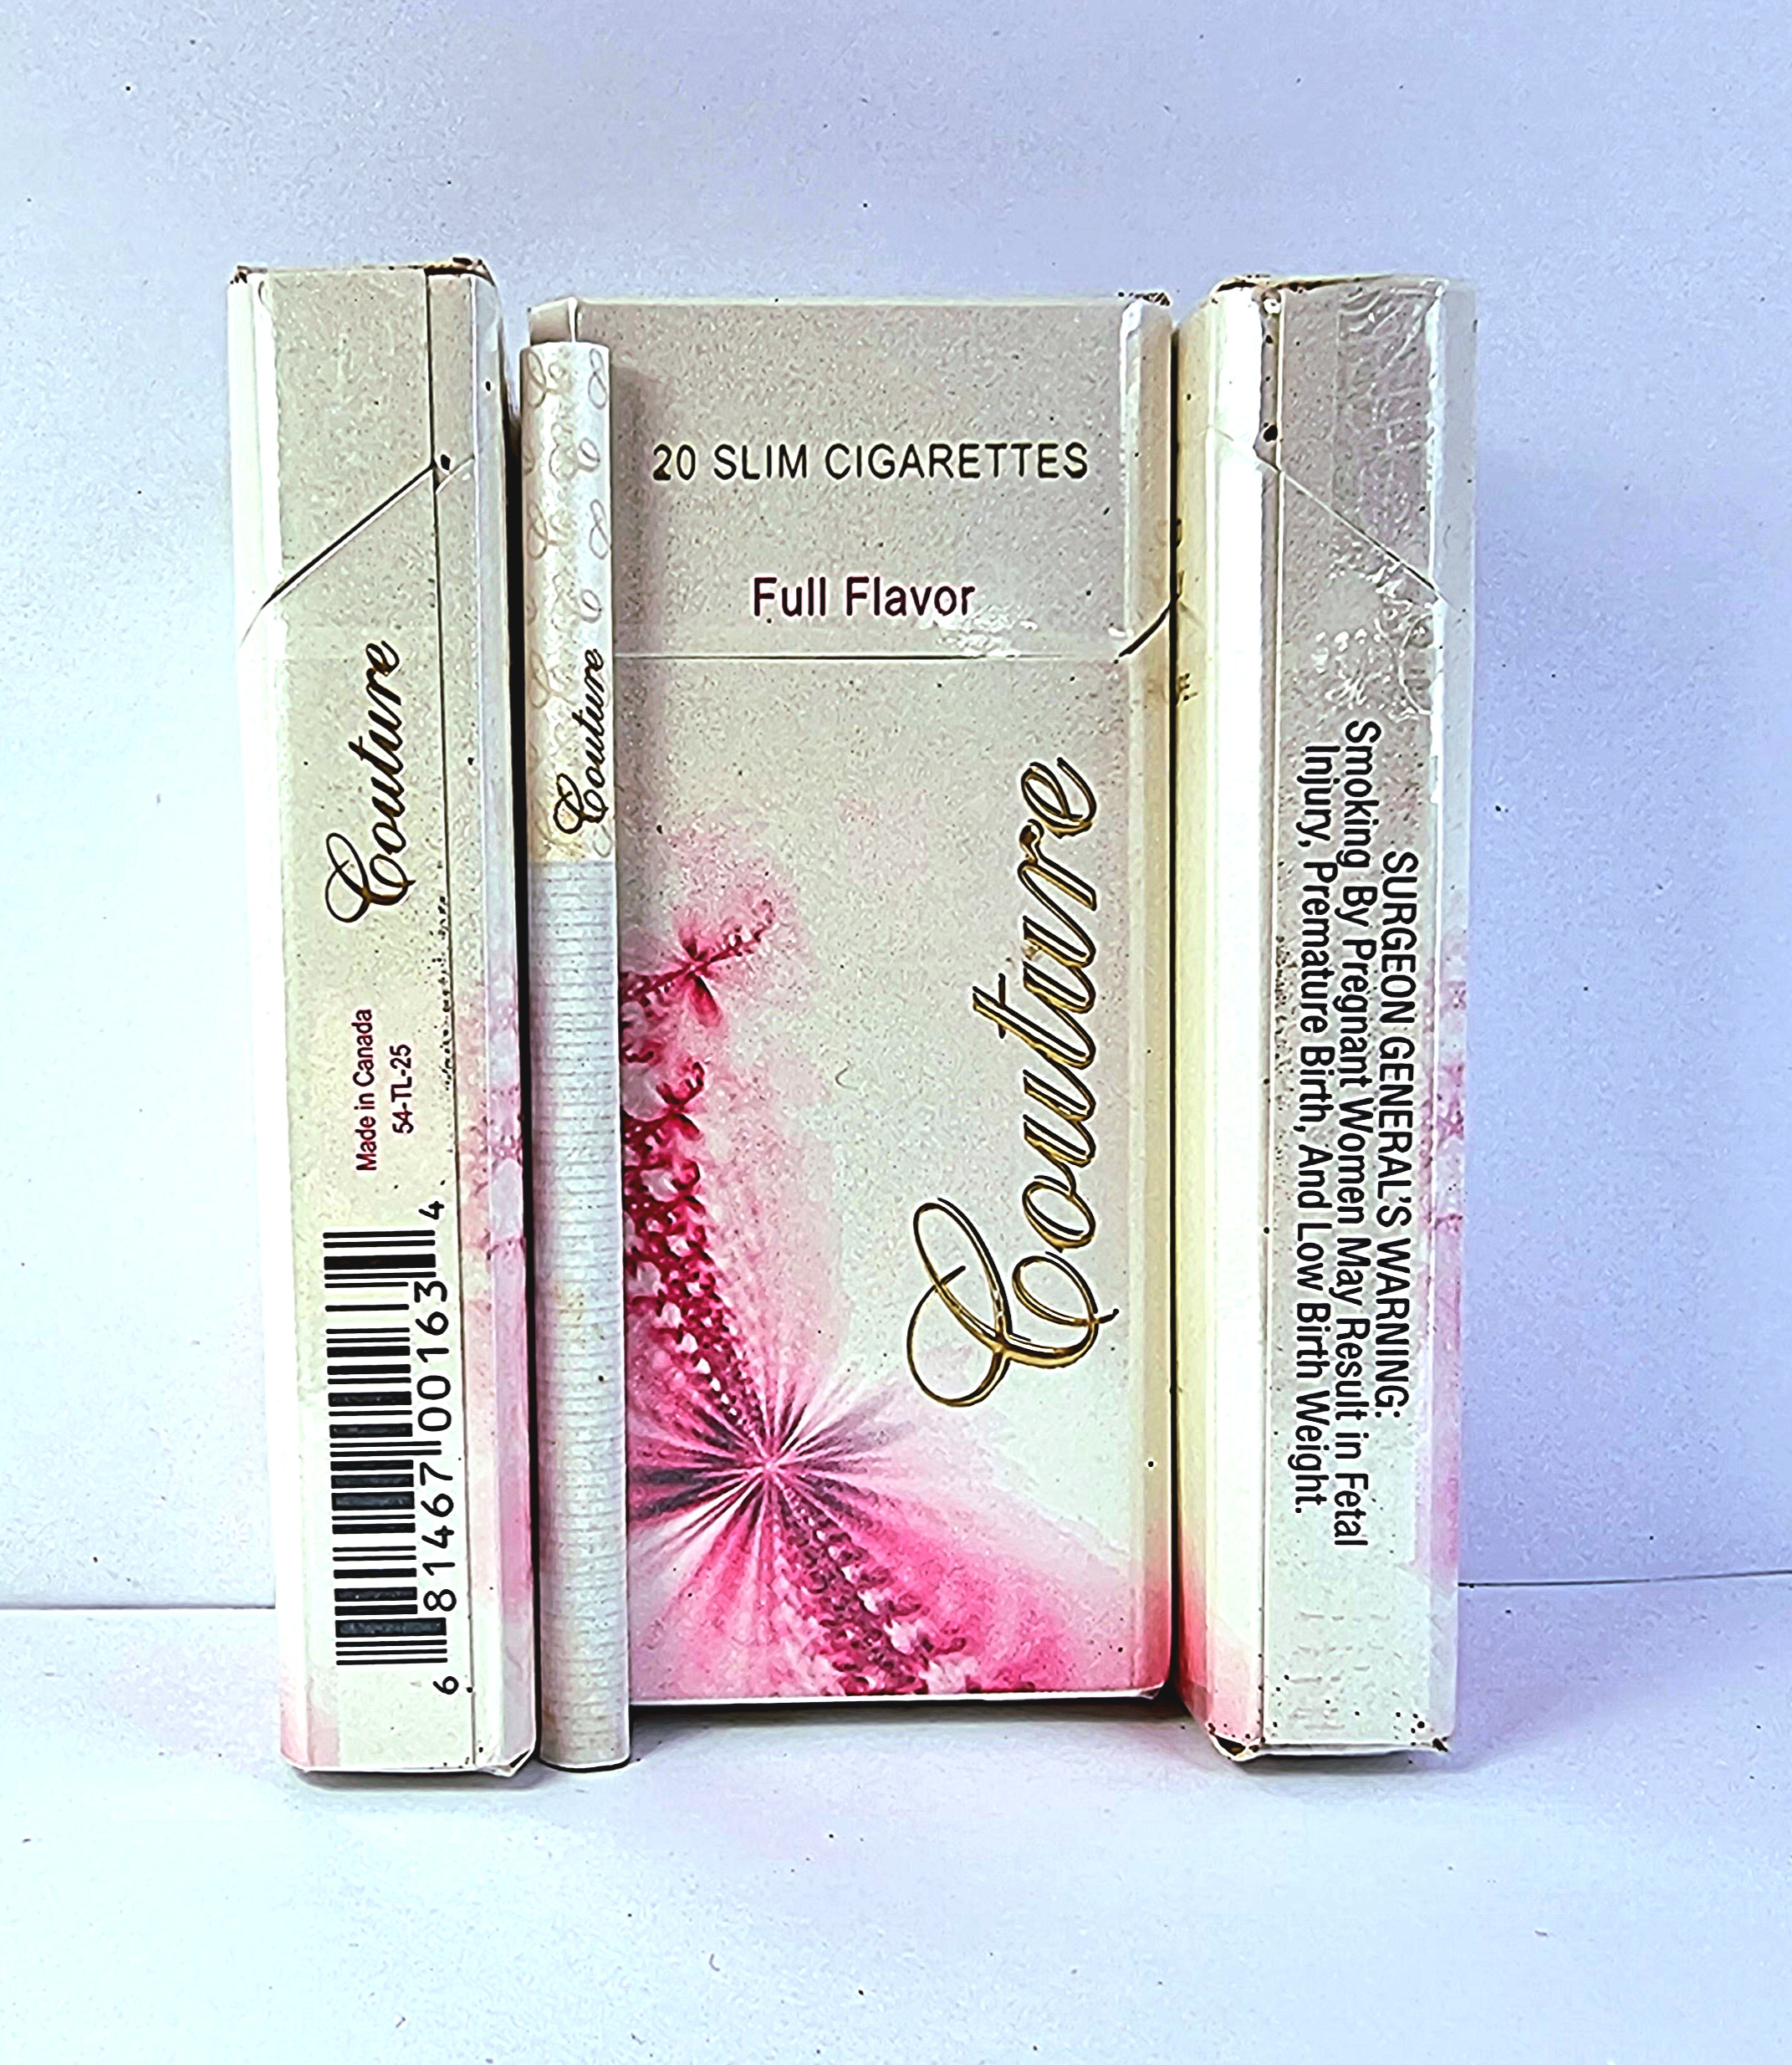 Couture
Made in Canada
54-TL-25
6 81467 00163 4
Couture
20 SLIM CIGARETTES
Full Flavor
Couture
SURGEON GENERAL'S WARNING:
Smoking By Pregnant Women May Result in Fetal
Injury, Premature Birth, And Low Birth Weight.